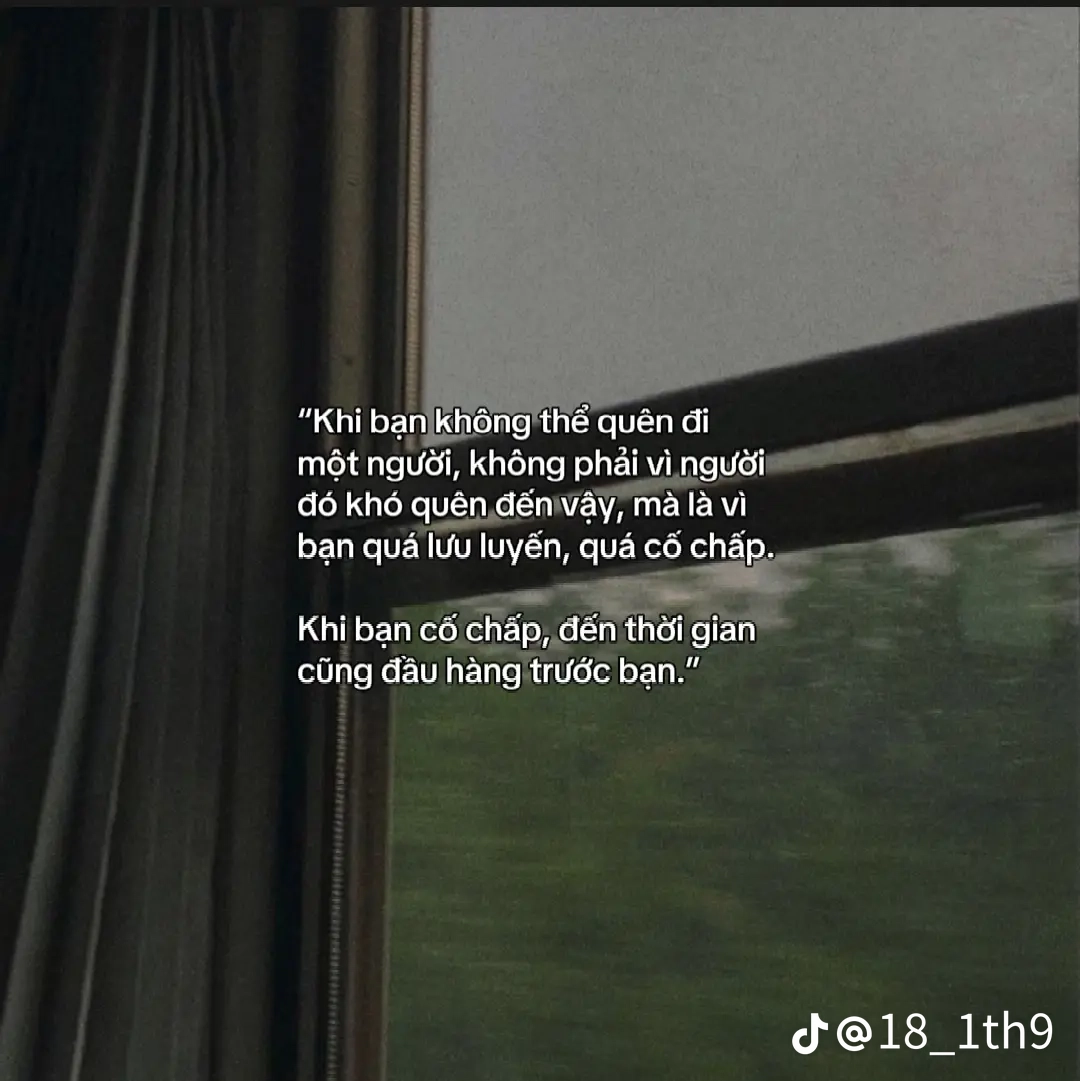 “Khi bạn không thể quên đi
một người, không phải vì người
đó khó quên đến vậy, mà là vì
bạn quá lưu luyến, quá cố chấp.
Khi bạn cố chấp, đến thời gian
cũng đầu hàng trước bạn.”
@18_1th9